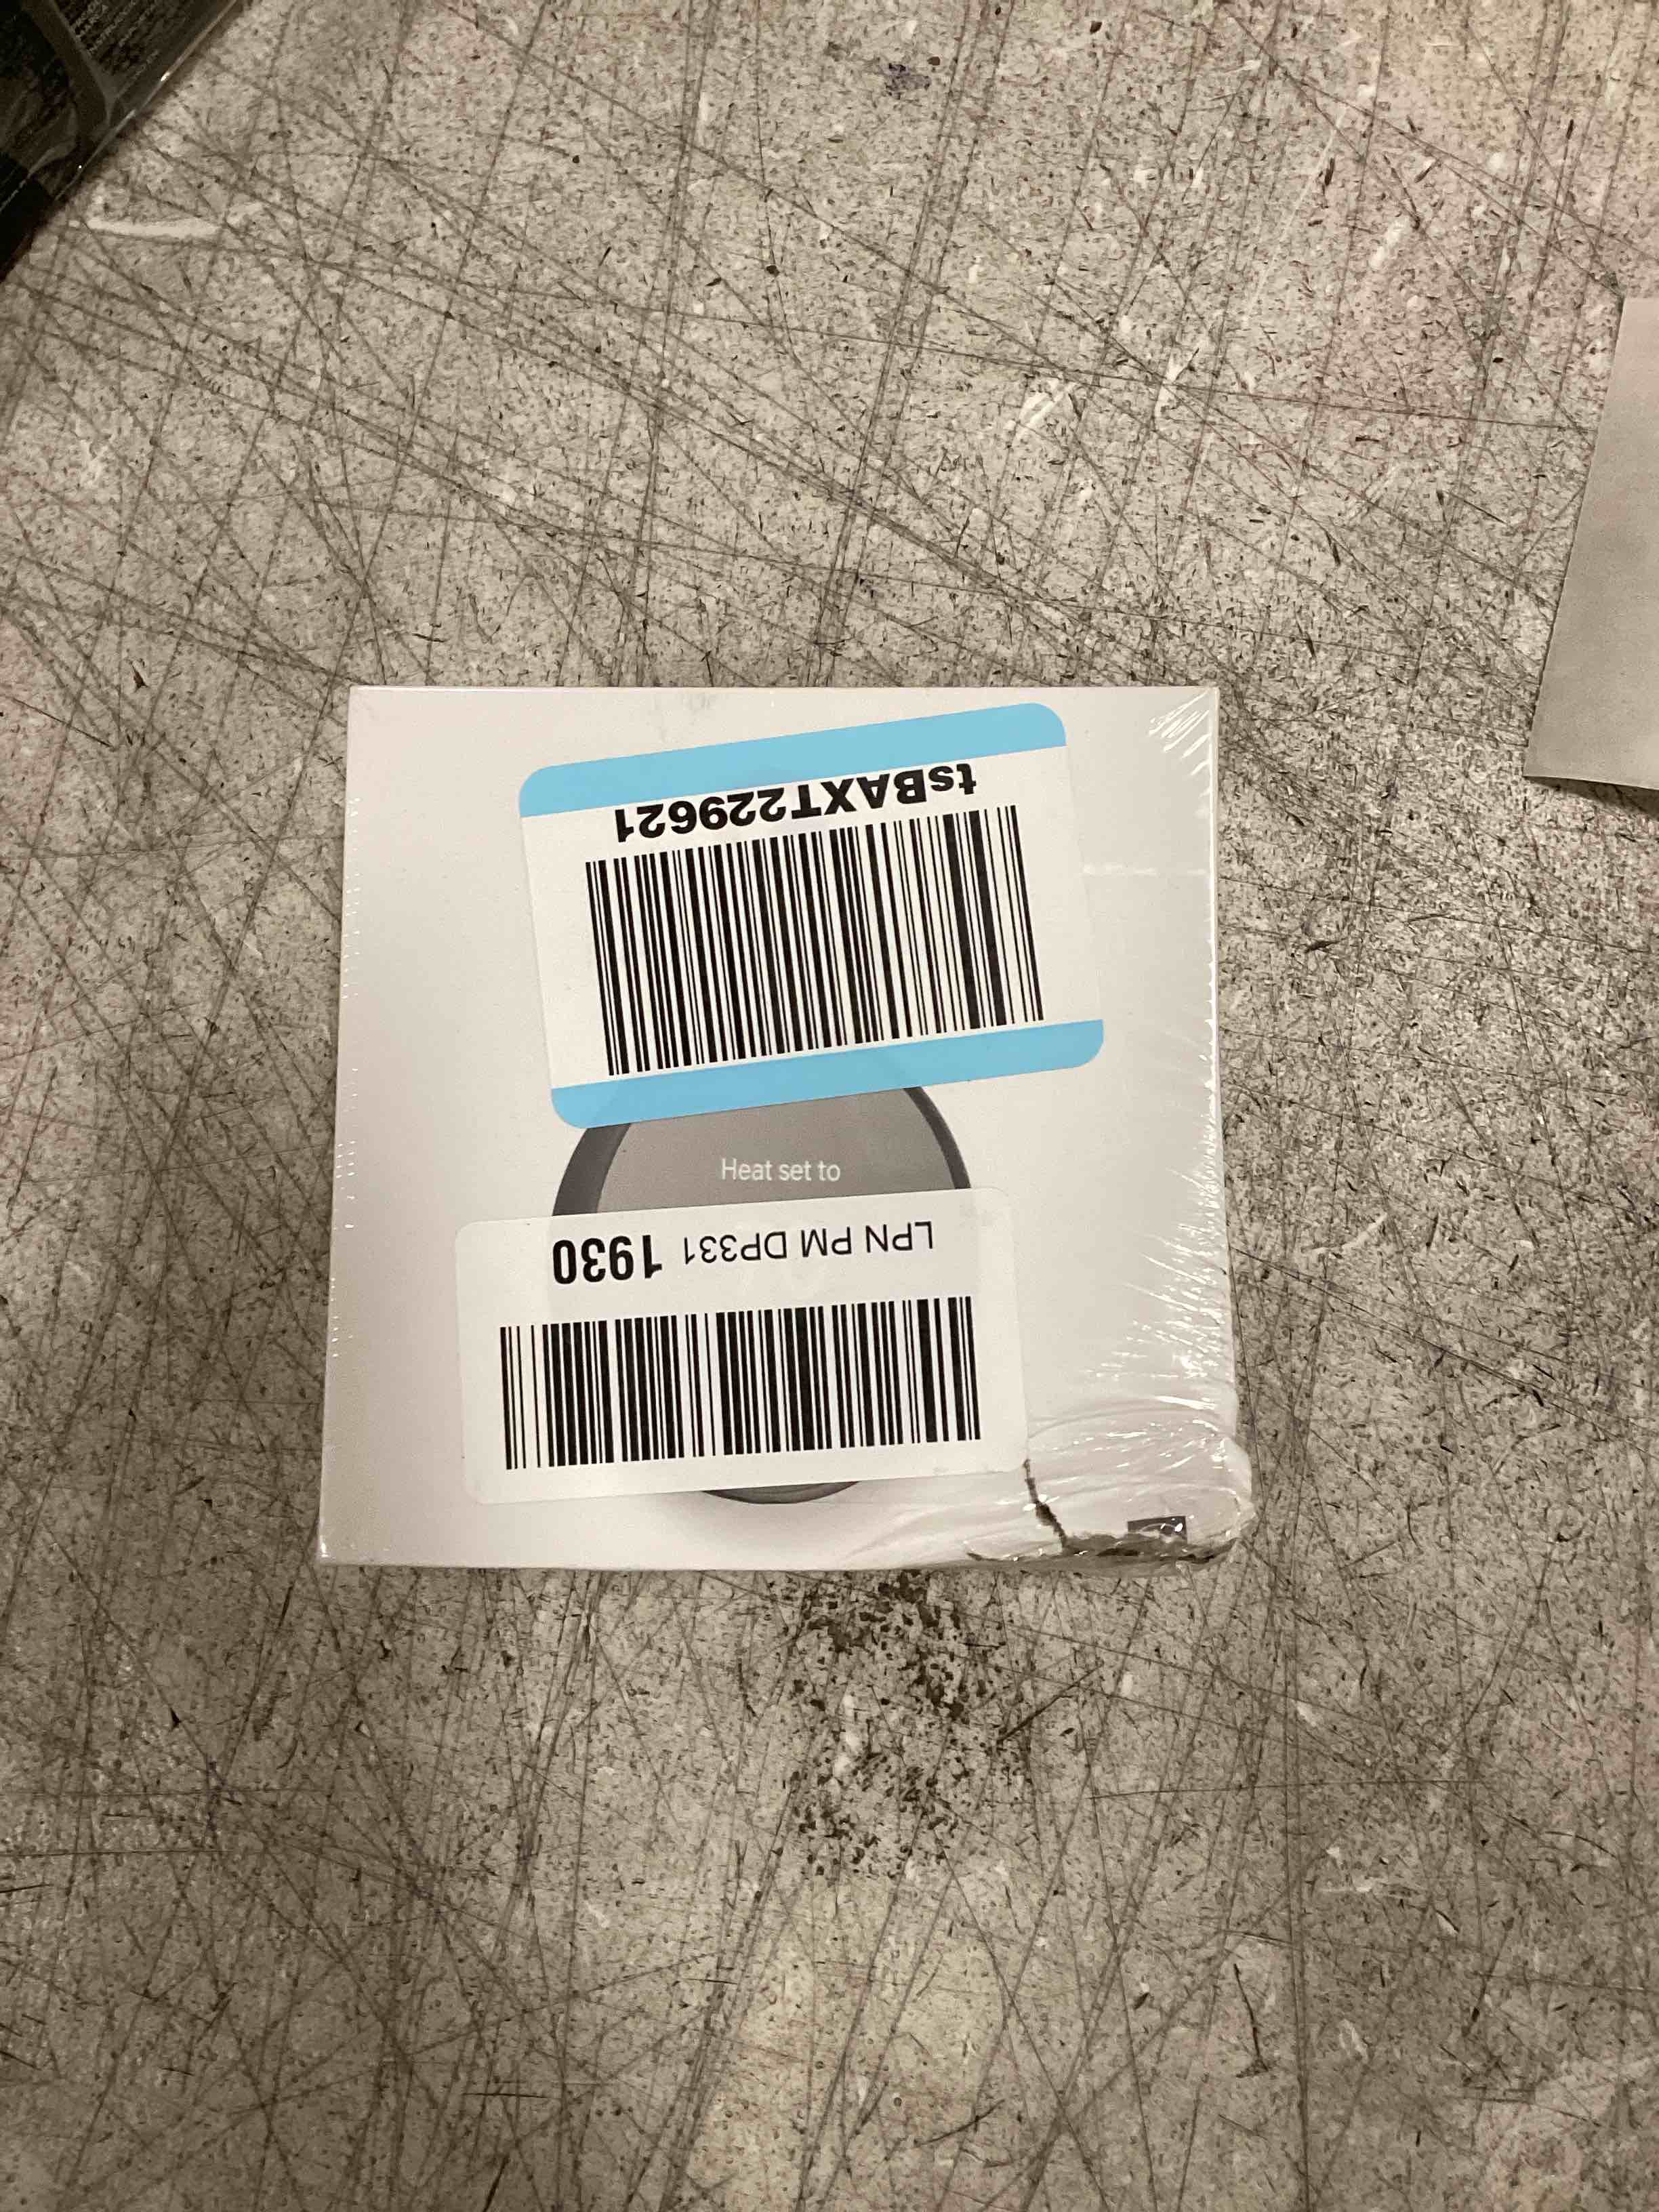 tsBAXT229621
Heat set to
LPN PM DP331 1930